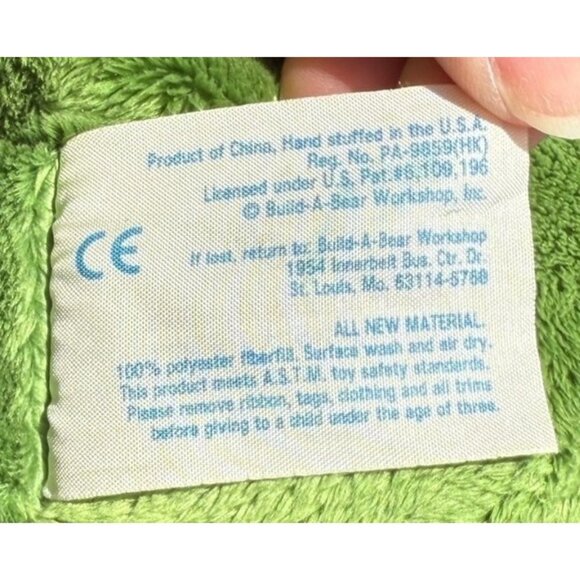 Product of China, Hand stuffed in the U.S.A.
Reg. No. PA-9859(HK)
Licensed under U.S. Pat.#6,109,196
© Build-A-Bear Workshop, Inc.
CE
If lost, return to: Build-A-Bear Workshop
1954 Innerbelt Bus. Ctr. Dr.
St. Louis, Mo. 63114-5760
ALL NEW MATERIAL.
100% polyester fiberfill. Surface wash and air dry.
This product meets A.S.T.M. toy safety standards.
Please remove ribbon, tags, clothing and all trims
before giving to a child under the age of three.